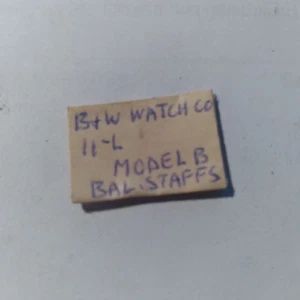 B+W WATCH CO
11-L
MODEL B
BAL. STAFFS